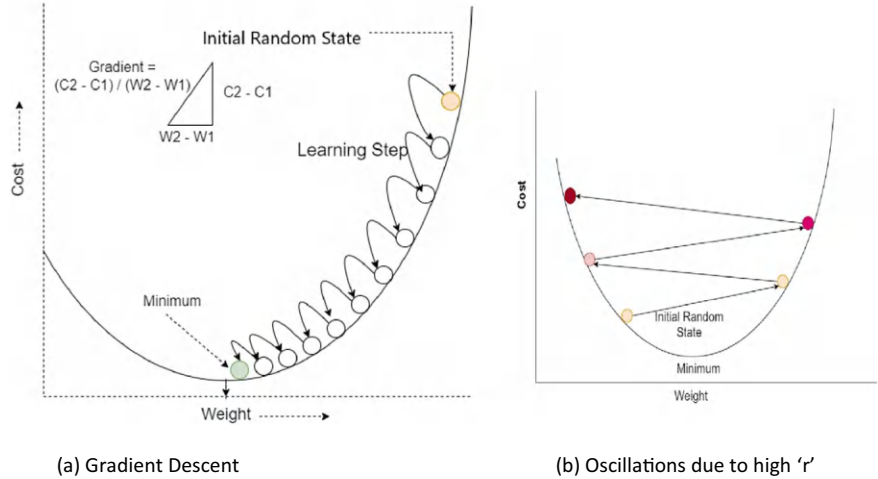 Initial Random State
Gradient =
(C2 - C1) / (W2 - W1)
C2 - C1
W2 - W1
Learning Step
Cost
Minimum
Weight
(a) Gradient Descent
Cost
Initial Random
State
Minimum
Weight
(b) Oscillations due to high ‘r’